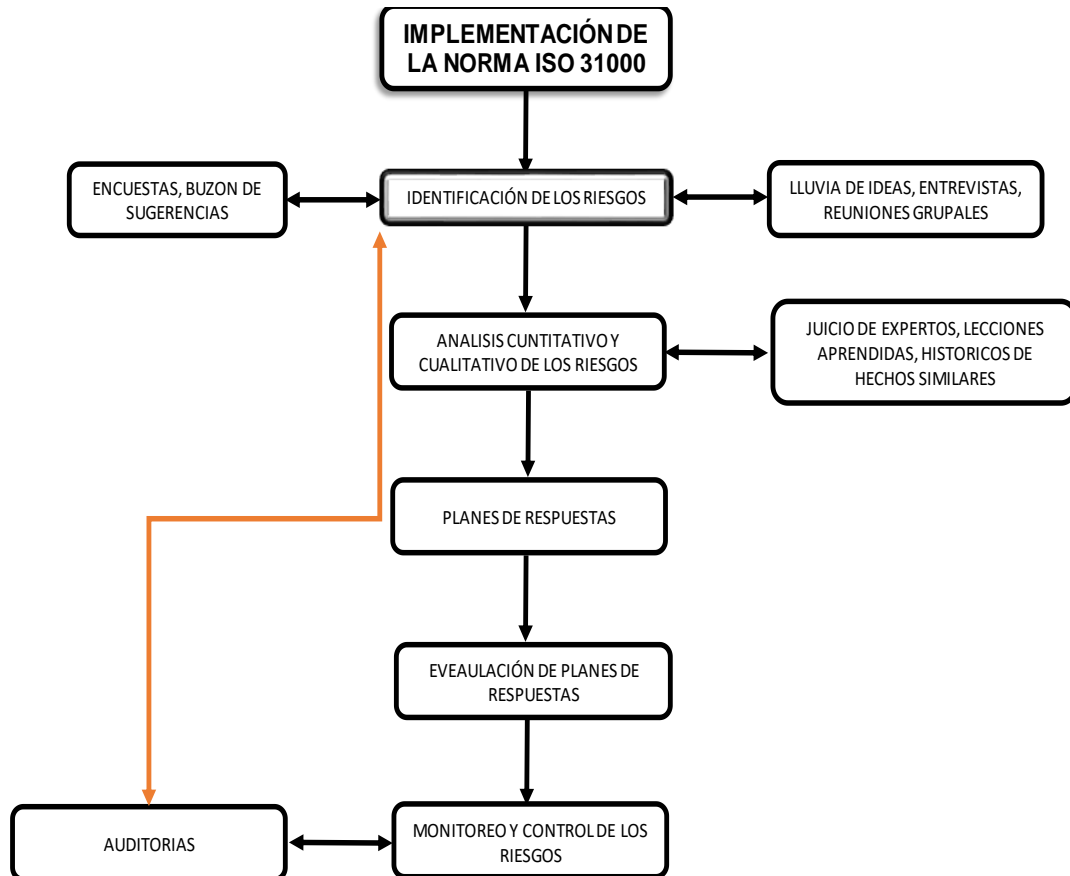 IMPLEMENTACIÓN DE
LA NORMA ISO 31000
ENCUESTAS, BUZON DE
SUGERENCIAS
IDENTIFICACIÓN DE LOS RIESGOS
LLUVIA DE IDEAS, ENTREVISTAS,
REUNIONES GRUPALES
ANALISIS CUNTITATIVO Y
CUALITATIVO DE LOS RIESGOS
JUICIO DE EXPERTOS, LECCIONES
APRENDIDAS, HISTORICOS DE
HECHOS SIMILARES
PLANES DE RESPUESTAS
EVEAULACIÓN DE PLANES DE
RESPUESTAS
AUDITORIAS
MONITOREO Y CONTROL DE LOS
RIESGOS